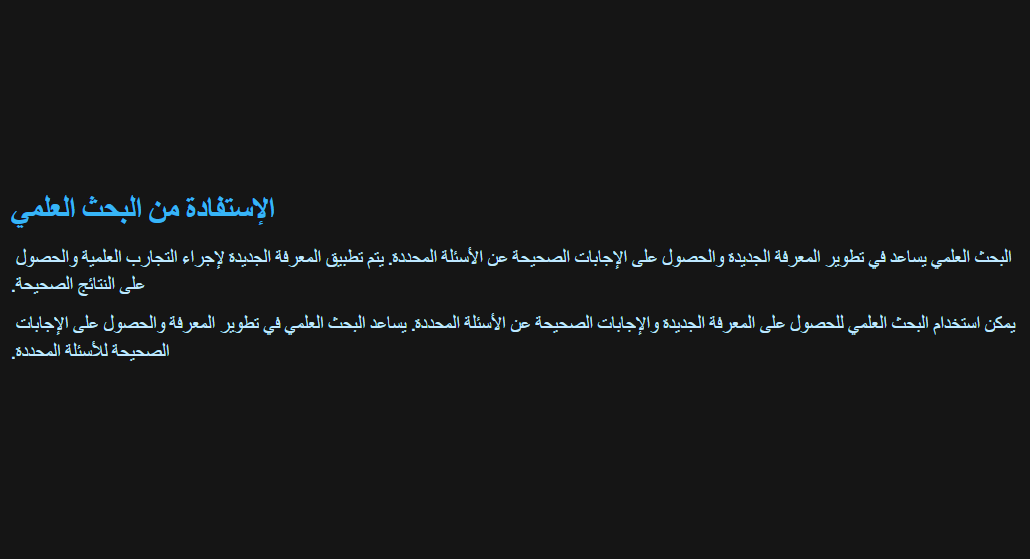 الإستفادة من البحث العلمي
البحث العلمي يساعد في تطوير المعرفة الجديدة والحصول على الإجابات الصحيحة عن الأسئلة المحددة. يتم تطبيق المعرفة الجديدة لإجراء التجارب العلمية والحصول
على النتائج الصحيحة.
يمكن استخدام البحث العلمي للحصول على المعرفة الجديدة والإجابات الصحيحة عن الأسئلة المحددة. يساعد البحث العلمي في تطوير المعرفة والحصول على الإجابات
الصحيحة للأسئلة المحددة.